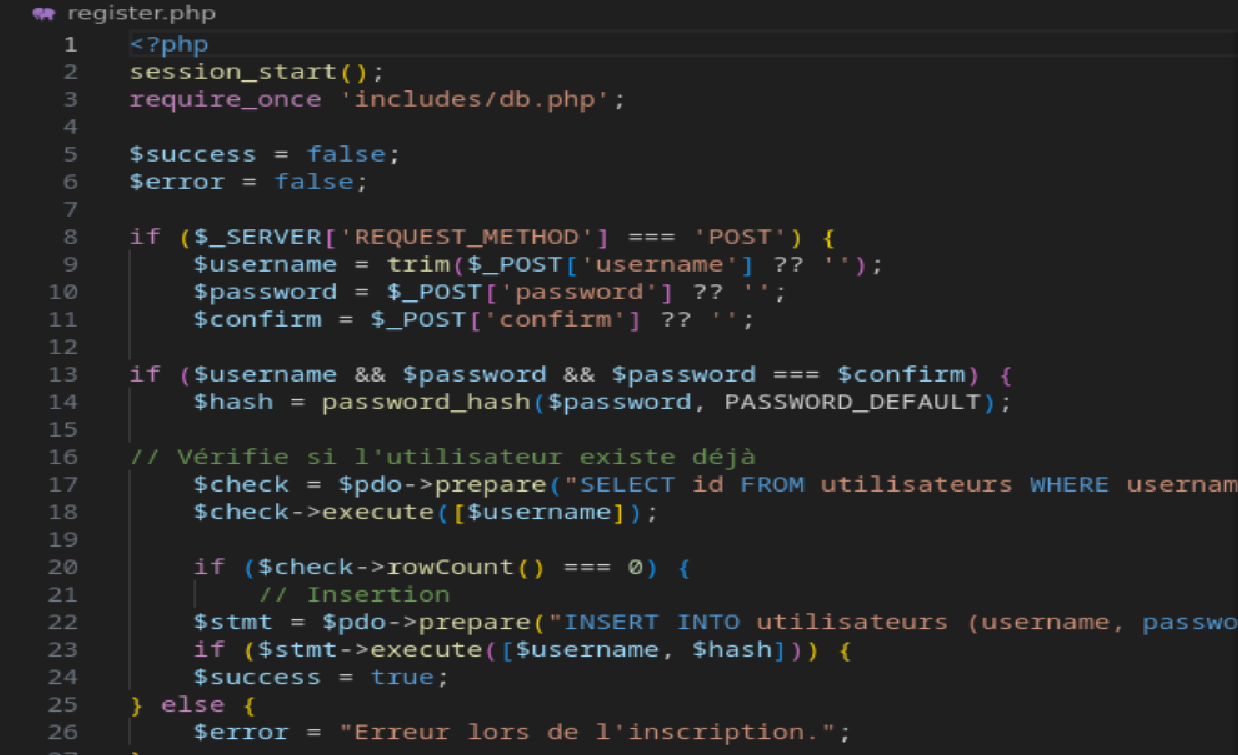 register.php
1 <?php
2 session_start();
3 require_once 'includes/db.php';
4
5 $success = false;
6 $error = false;
7
8 if ($_SERVER['REQUEST_METHOD'] === 'POST') {
9     $username = trim($_POST['username'] ?? '');
10     $password = $_POST['password'] ?? '';
11     $confirm = $_POST['confirm'] ?? '';
12
13 if ($username && $password && $password === $confirm) {
14     $hash = password_hash($password, PASSWORD_DEFAULT);
15
16 // Vérifie si l'utilisateur existe déjà
17     $check = $pdo->prepare("SELECT id FROM utilisateurs WHERE usernam
18     $check->execute([$username]);
19
20     if ($check->rowCount() === 0) {
21         // Insertion
22     $stmt = $pdo->prepare("INSERT INTO utilisateurs (username, passwo
23     if ($stmt->execute([$username, $hash])) {
24     $success = true;
25 } else {
26     $error = "Erreur lors de l'inscription.";